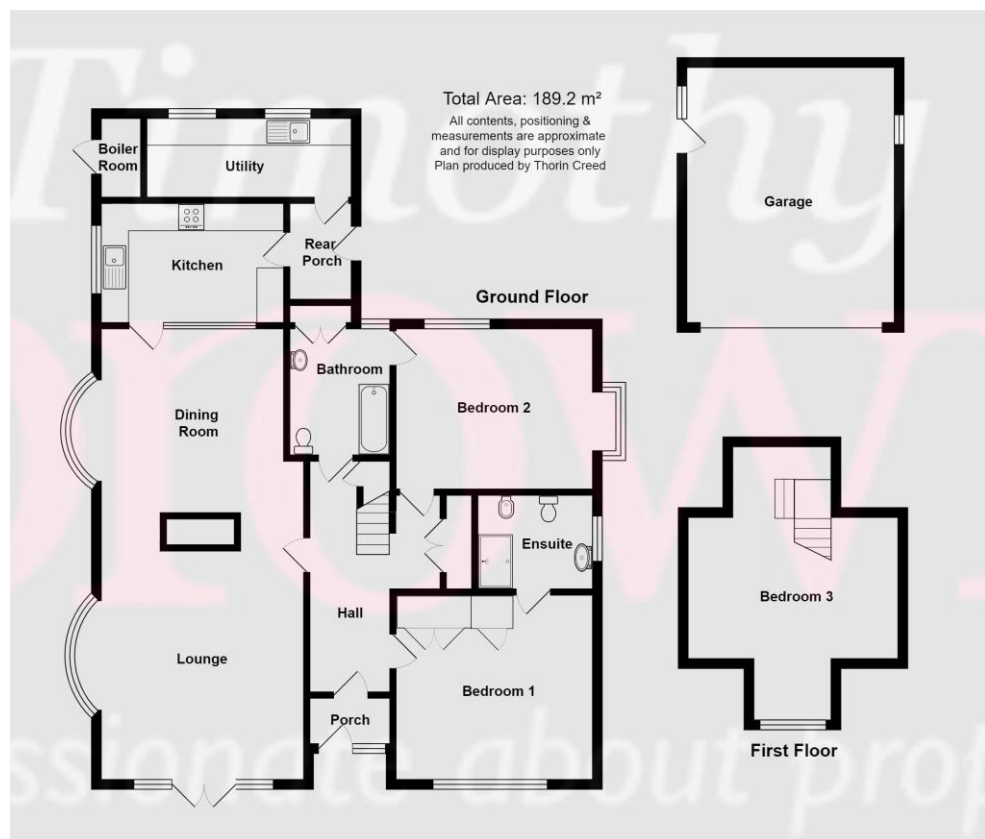 Timothy
Total Area: 189.2 m²
All contents, positioning &
measurements are approximate
and for display purposes only
Plan produced by Thorin Creed
Boiler
Room
Utility
Garage
Kitchen
Rear
Porch
Ground Floor
Bathroom
Bedroom 2
Dining
Room
Ensuite
Hall
Bedroom 3
Lounge
Bedroom 1
Porch
First Floor
about